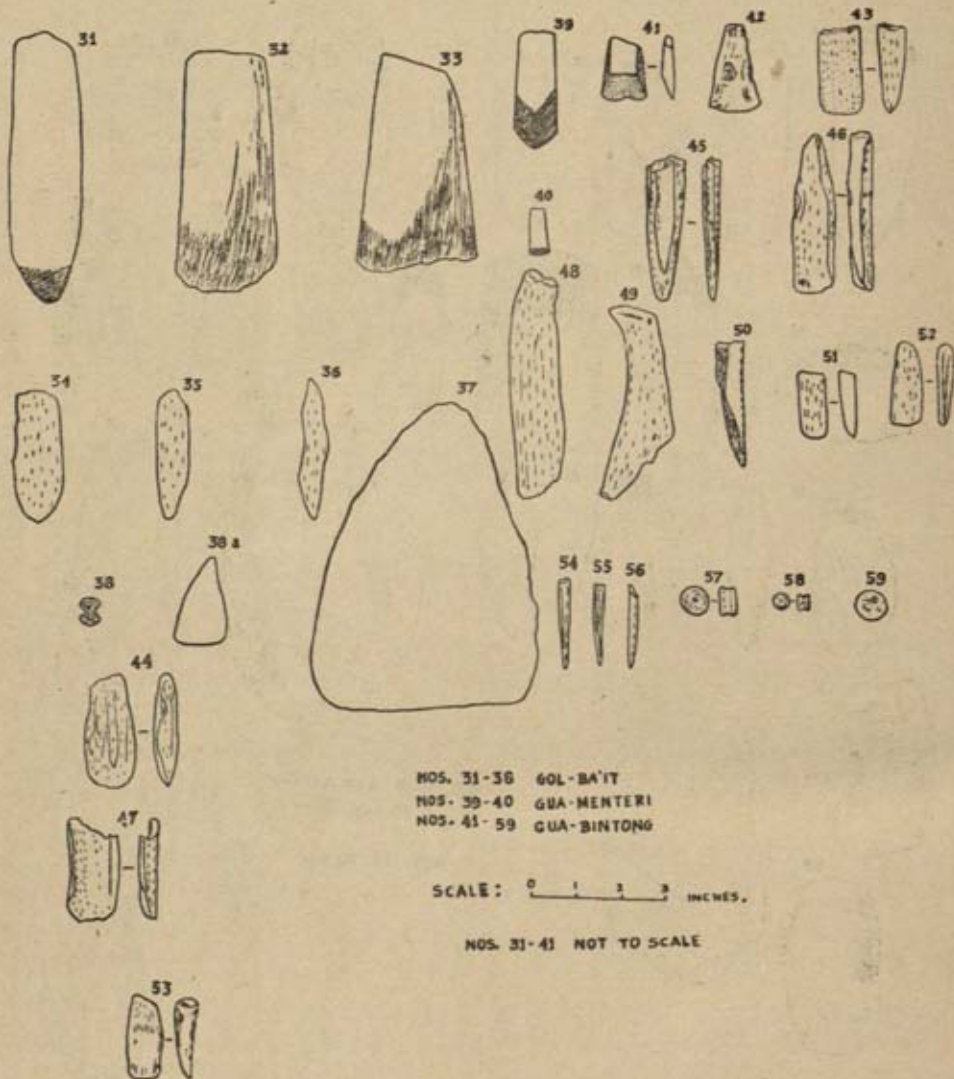 31 32 33 39 41 42 43
40 45 46
48 49 50 51 52
34 35 36 37
38 38a 54 55 56 57 58 59
44
NOS. 31-38 GOL-BA'IT
NOS. 39-40 GUA-MENTERI
NOS. 41-59 GUA-BINTONG
47
SCALE: 0 1 2 3 INCHES.
NOS. 31-41 NOT TO SCALE
53